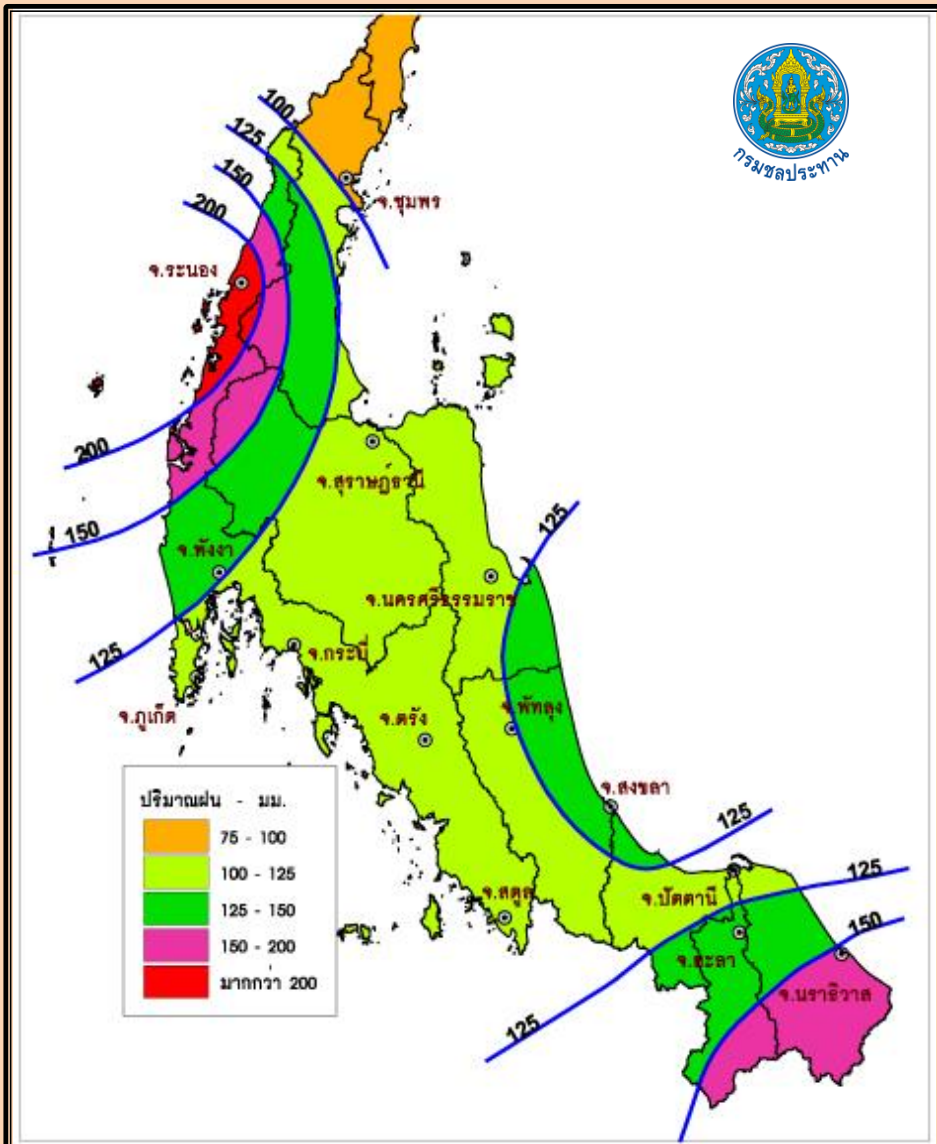 กรมชลประทาน
100
125
150
200
จ.ชุมพร
จ.ระนอง
200
จ.สุราษฎ์ธานี
125
150
จ.พังงา
จ.นครศรีธรรมราช
จ.กระบี่
125
จ.พัทลุง
จ.ภูเก็ต
จ.ตรัง
จ.สงขลา
ปริมาณฝน - มม.
75 - 100
100 - 125
125 - 150
150 - 200
มากกว่า 200
125
125
จ.สตูล
จ.ปัตตานี
150
จ.ยะลา
จ.นราธิวาส
125